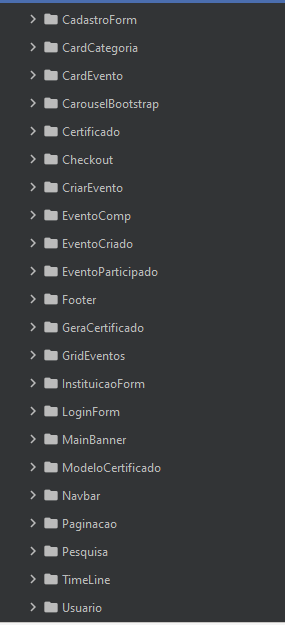 CadastroForm
CardCategoria
CardEvento
CarouselBootstrap
Certificado
Checkout
CriarEvento
EventoComp
EventoCriado
EventoParticipado
Footer
GeraCertificado
GridEventos
InstituicaoForm
LoginForm
MainBanner
ModeloCertificado
Navbar
Paginacao
Pesquisa
TimeLine
Usuario